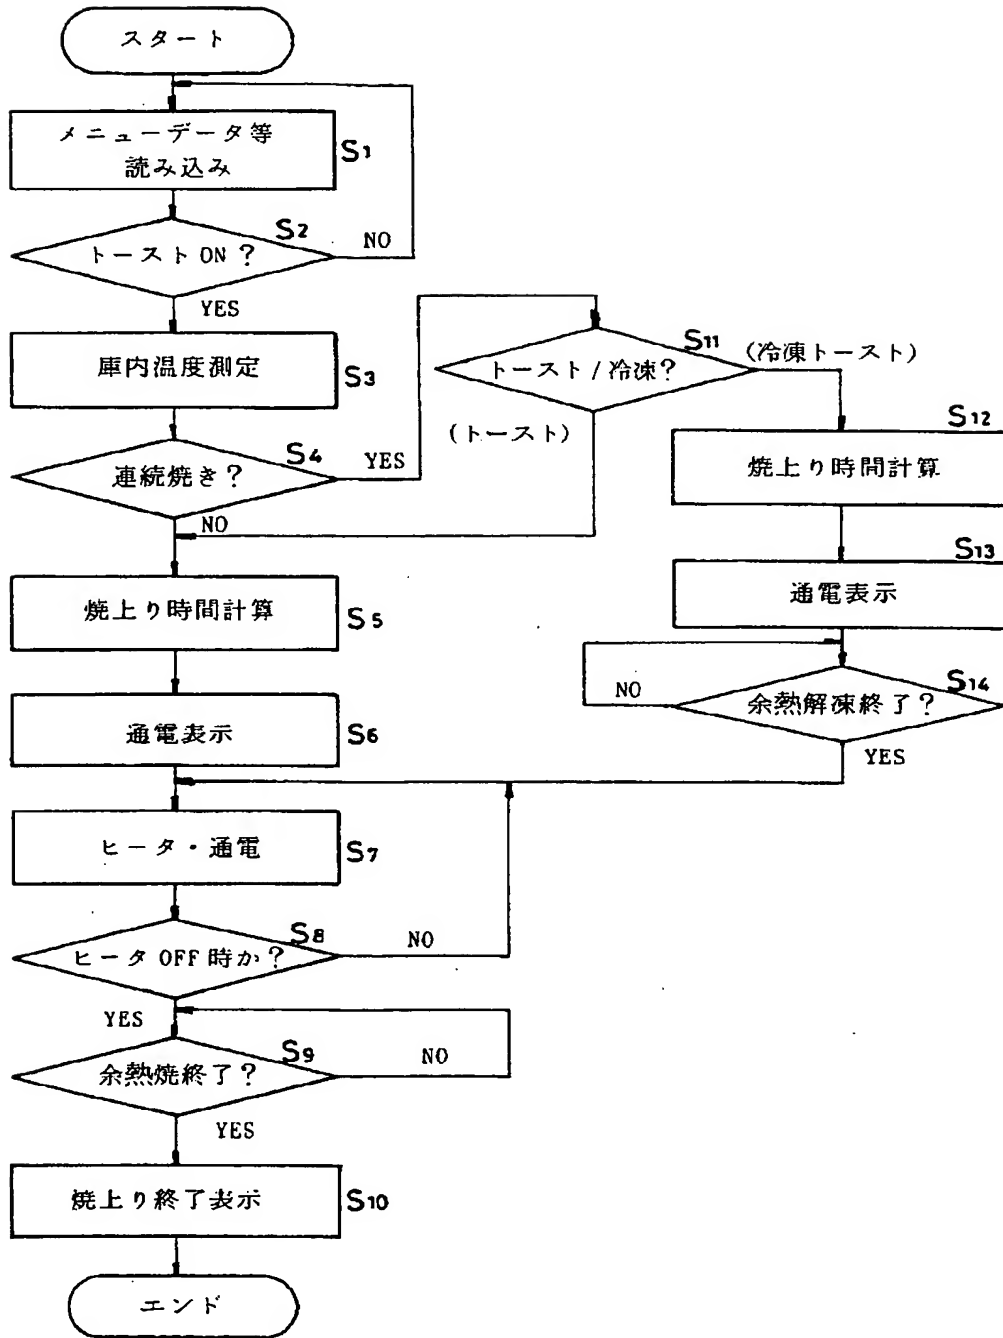 スタート
メニューデータ等
読み込み
S1
トースト ON ?
S2
NO
YES
庫内温度測定
S3
連続焼き?
S4
YES
NO
トースト / 冷凍?
S11
(冷凍トースト)
(トースト)
S12
焼上り時間計算
S13
通電表示
S14
余熱解凍終了?
NO
YES
焼上り時間計算
S5
通電表示
S6
ヒータ・通電
S7
ヒータ OFF 時か?
S8
NO
YES
余熱焼終了?
S9
NO
YES
焼上り終了表示
S10
エンド